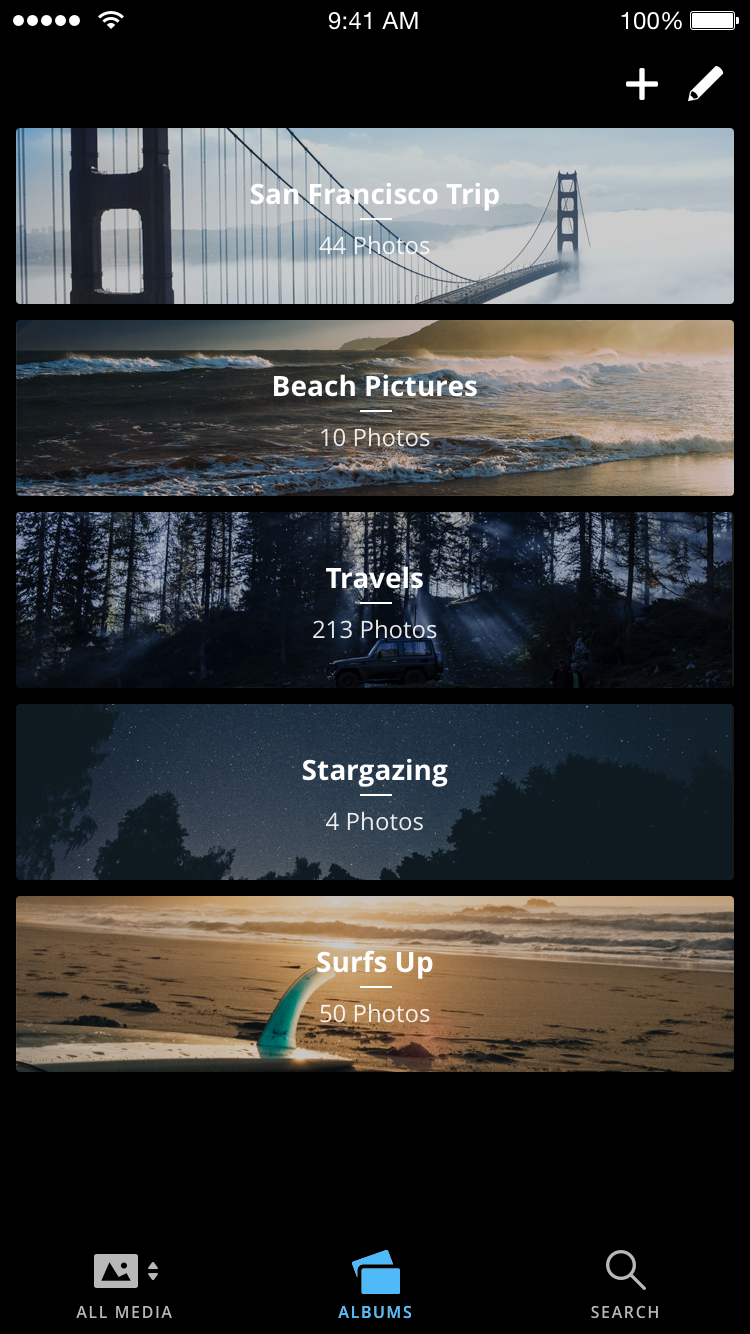 9:41 AM 100%
San Francisco Trip
44 Photos
Beach Pictures
10 Photos
Travels
213 Photos
Stargazing
4 Photos
Surfs Up
50 Photos
ALL MEDIA ALBUMS SEARCH